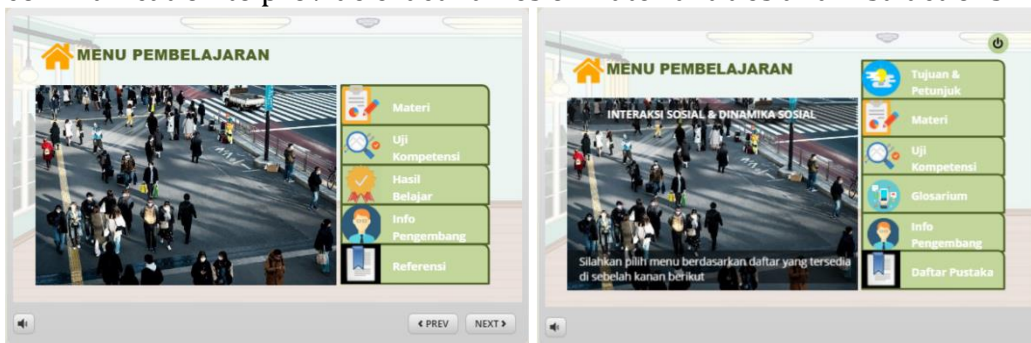 MENU PEMBELAJARAN
Materi
Uji
Kompetensi
Hasil
Belajar
Info
Pengembang
Referensi
PREV
NEXT
MENU PEMBELAJARAN
INTERAKSI SOSIAL & DINAMIKA SOSIAL
Silahkan pilih menu berdasarkan daftar yang tersedia
di sebelah kanan berikut
Tujuan &
Petunjuk
Materi
Uji
Kompetensi
Glosarium
Info
Pengembang
Daftar Pustaka